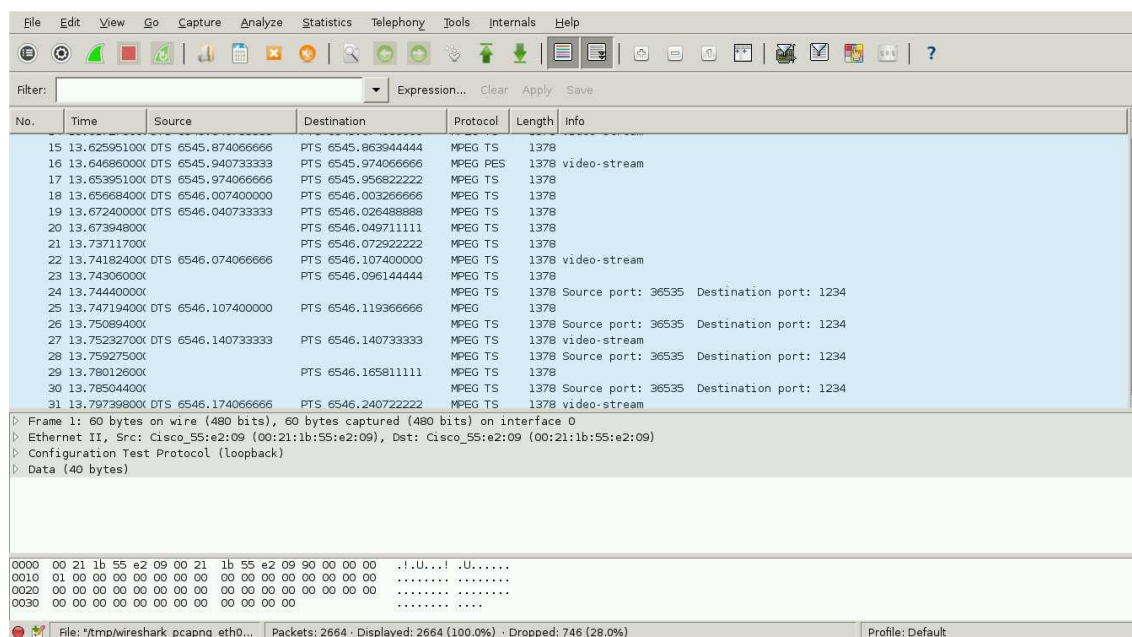 File Edit View Go Capture Analyze Statistics Telephony Tools Internals Help
Filter: Expression... Clear Apply Save
No. Time Source Destination Protocol Length Info
15 13.62595100( DTS 6545.874066666 PTS 6545.863944444 MPEG TS 1378
16 13.64686000( DTS 6545.940733333 PTS 6545.974066666 MPEG PES 1378 video-stream
17 13.65395100( DTS 6545.974066666 PTS 6545.956822222 MPEG TS 1378
18 13.65668400( DTS 6546.007400000 PTS 6546.003266666 MPEG TS 1378
19 13.67240000( DTS 6546.040733333 PTS 6546.026488888 MPEG TS 1378
20 13.67394800( PTS 6546.049711111 MPEG TS 1378
21 13.73711700( PTS 6546.072922222 MPEG TS 1378
22 13.74182400( DTS 6546.074066666 PTS 6546.107400000 MPEG TS 1378 video-stream
23 13.74306000( PTS 6546.096144444 MPEG TS 1378
24 13.74440000( MPEG TS 1378 Source port: 36535 Destination port: 1234
25 13.74719400( DTS 6546.107400000 PTS 6546.119366666 MPEG 1378
26 13.75089400( MPEG TS 1378 Source port: 36535 Destination port: 1234
27 13.75232700( DTS 6546.140733333 PTS 6546.140733333 MPEG TS 1378 video-stream
28 13.75927500( MPEG TS 1378 Source port: 36535 Destination port: 1234
29 13.78012600( PTS 6546.165811111 MPEG TS 1378
30 13.78504400( MPEG TS 1378 Source port: 36535 Destination port: 1234
31 13.79739800( DTS 6546.174066666 PTS 6546.240722222 MPEG TS 1378 video-stream
Frame 1: 60 bytes on wire (480 bits), 60 bytes captured (480 bits) on interface 0
Ethernet II, Src: Cisco_55:e2:09 (00:21:1b:55:e2:09), Dst: Cisco_55:e2:09 (00:21:1b:55:e2:09)
Configuration Test Protocol (loopback)
Data (40 bytes)
0000 00 21 1b 55 e2 09 00 21 1b 55 e2 09 90 00 00 00 .!.U...! .U......
0010 01 00 00 00 00 00 00 00 00 00 00 00 00 00 00 00 ........ ........
0020 00 00 00 00 00 00 00 00 00 00 00 00 00 00 00 00 ........ ........
0030 00 00 00 00 00 00 00 00 00 00 00 00 ........ ....
File: "/tmp/wireshark_pcapng_eth0... Packets: 2664 · Displayed: 2664 (100.0%) · Dropped: 746 (28.0%) Profile: Default